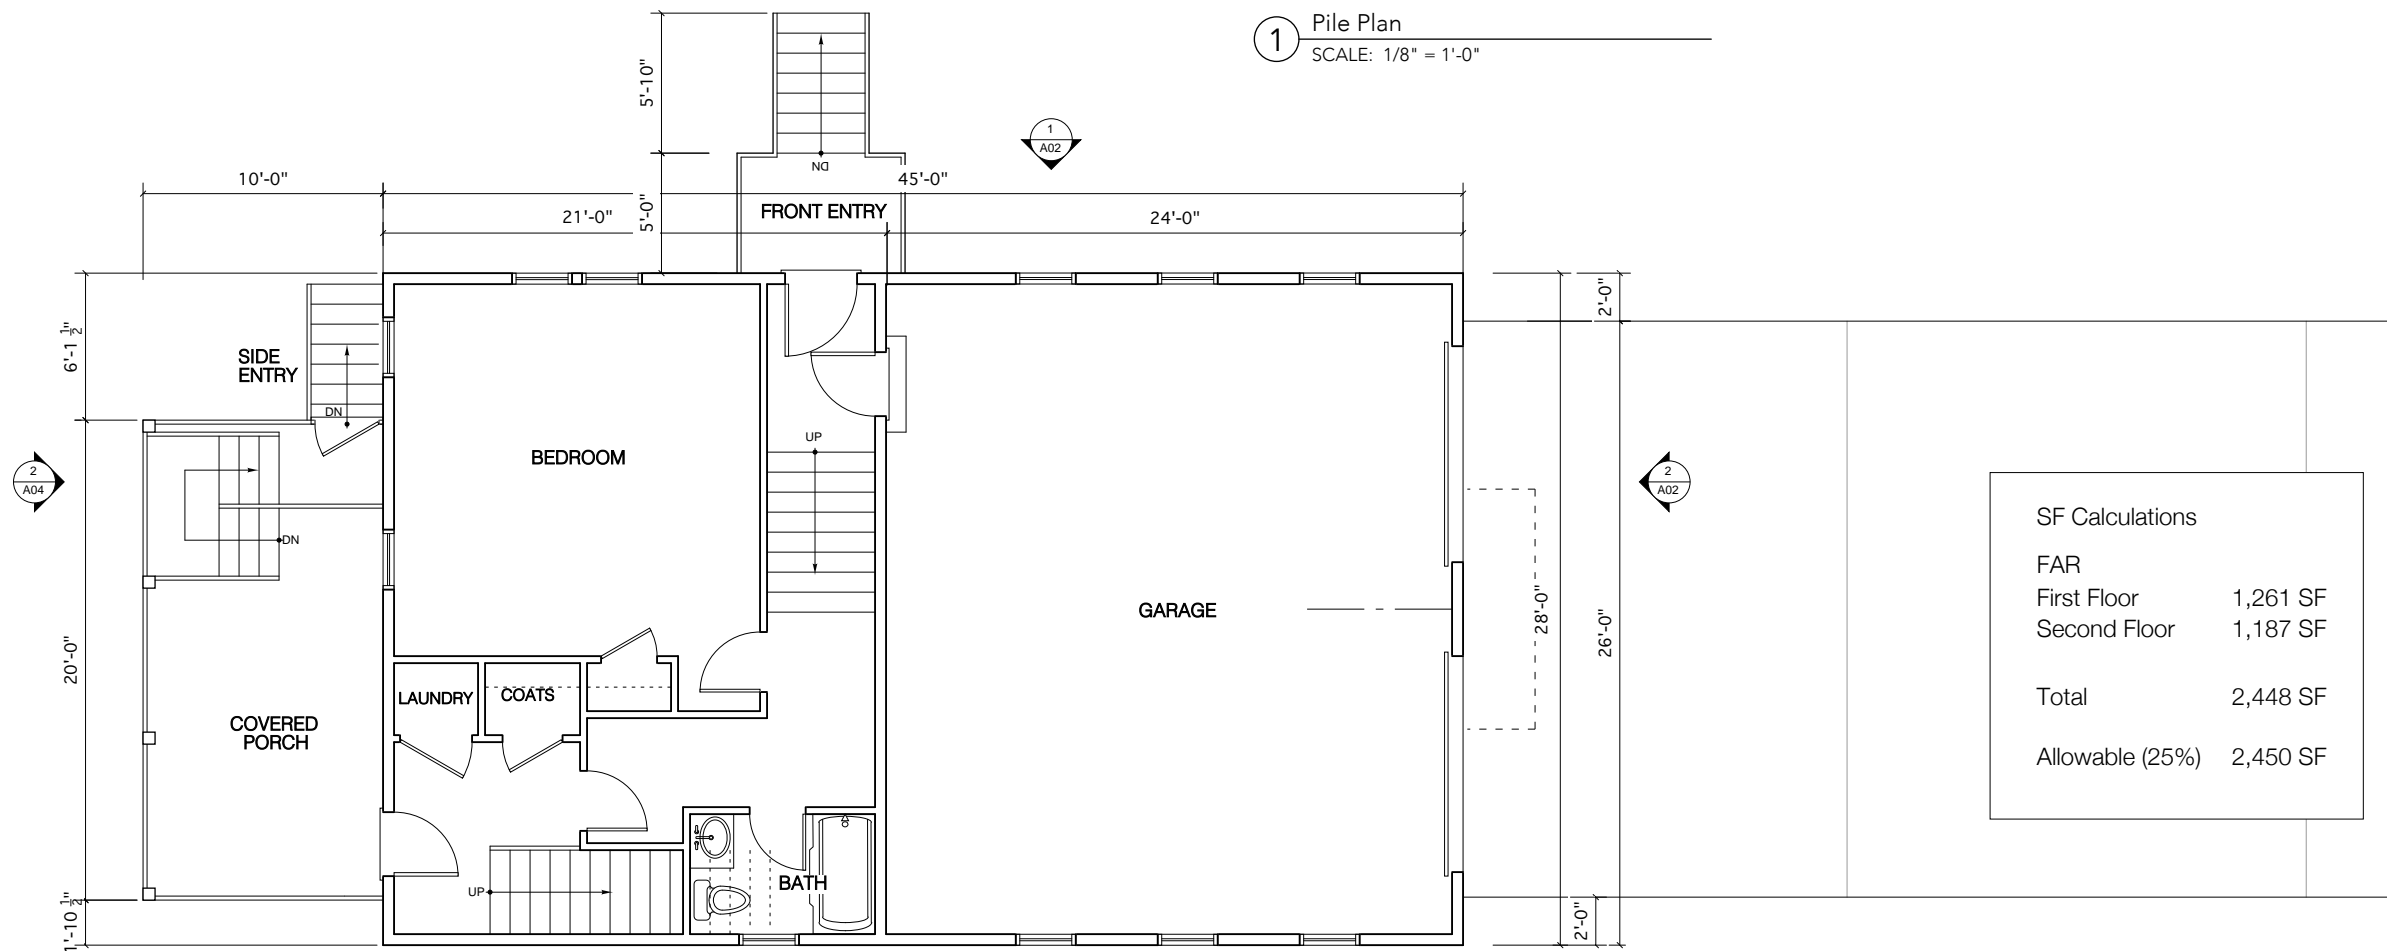 1
Pile Plan
SCALE: 1/8" = 1'-0"
5'-10"
1
A02
DN
10'-0"
45'-0"
5'-0"
FRONT ENTRY
21'-0"
24'-0"
2'-0"
6'-1 1/2"
SIDE
ENTRY
DN
UP
BEDROOM
2
A04
2
A02
DN
SF Calculations
FAR
First Floor 1,261 SF
Second Floor 1,187 SF
Total 2,448 SF
Allowable (25%) 2,450 SF
GARAGE
28'-0"
26'-0"
20'-0"
LAUNDRY
COATS
COVERED
PORCH
UP
BATH
1'-10 1/2"
2'-0"